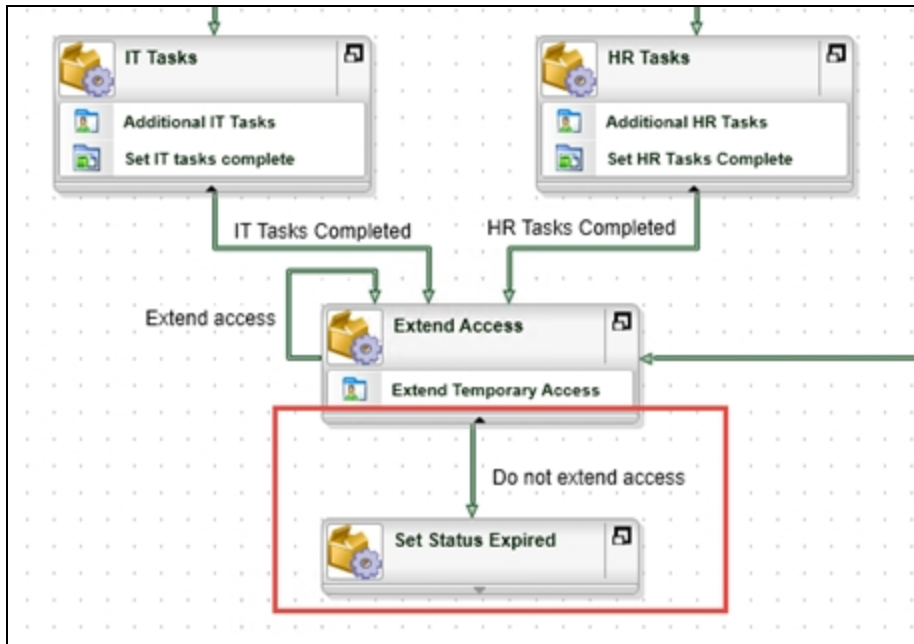 IT Tasks
HR Tasks
Additional IT Tasks
Additional HR Tasks
Set IT tasks complete
Set HR Tasks Complete
IT Tasks Completed
HR Tasks Completed
Extend access
Extend Access
Extend Temporary Access
Do not extend access
Set Status Expired